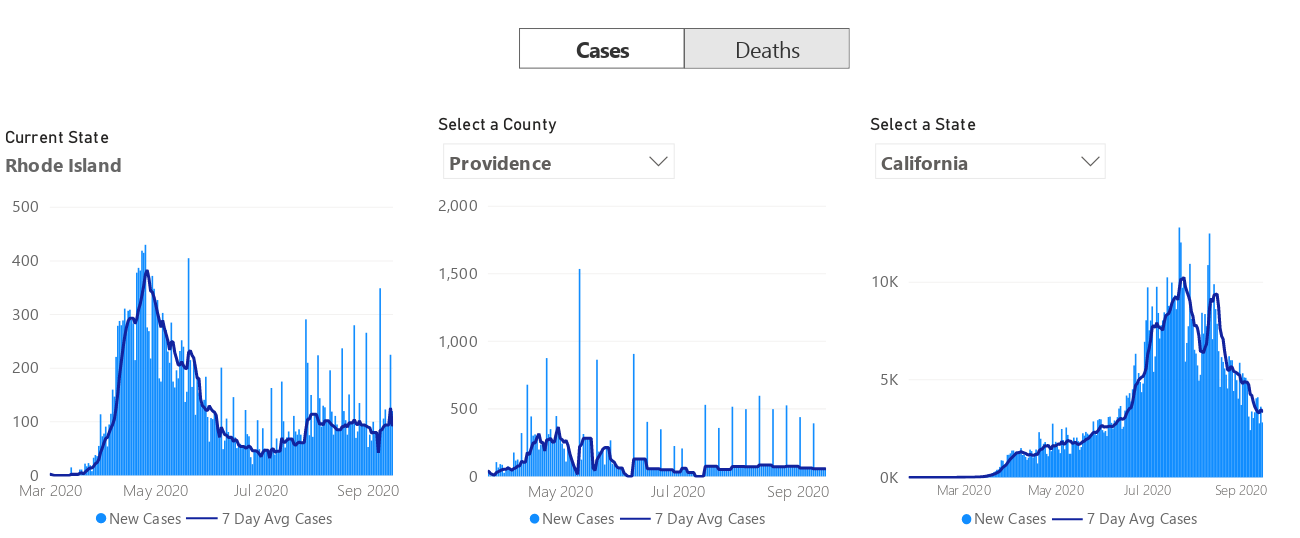 Cases Deaths
Current State
Rhode Island
500
400
300
200
100
0
Mar 2020 May 2020 Jul 2020 Sep 2020
New Cases 7 Day Avg Cases
Select a County
Providence
2,000
1,500
1,000
500
0
May 2020 Jul 2020 Sep 2020
New Cases 7 Day Avg Cases
Select a State
California
10K
5K
0K
Mar 2020 May 2020 Jul 2020 Sep 2020
New Cases 7 Day Avg Cases